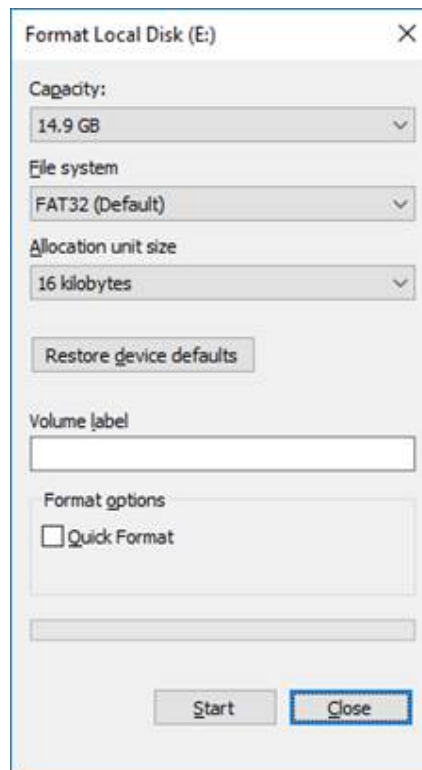 Format Local Disk (E:)
Capacity:
14.9 GB
File system
FAT32 (Default)
Allocation unit size
16 kilobytes
Restore device defaults
Volume label
Format options
Quick Format
Start Close